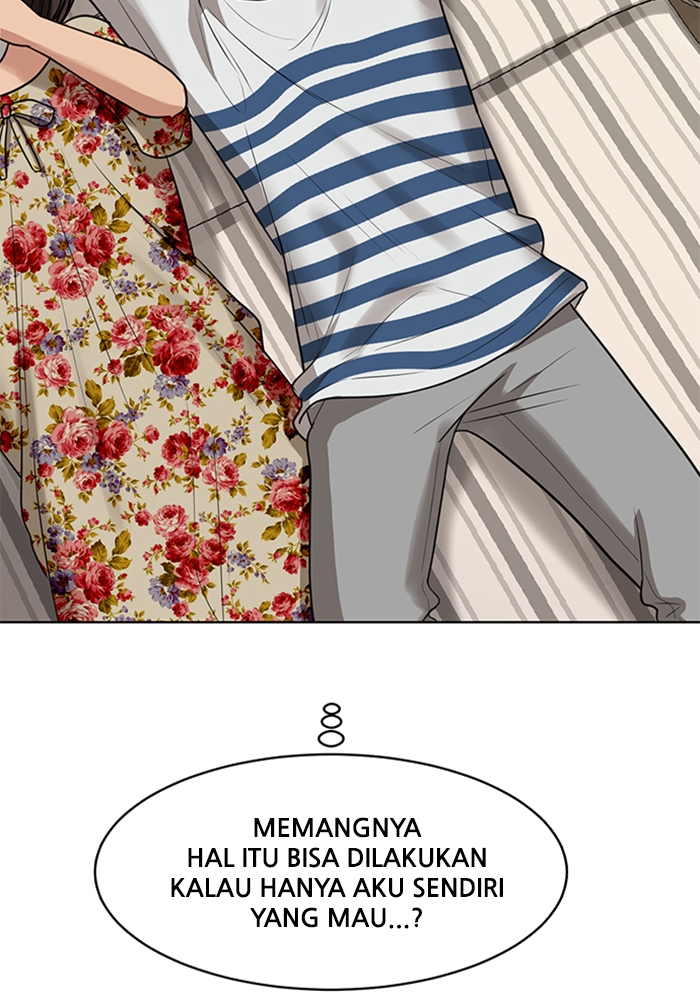 MEMANGNYA
HAL ITU BISA DILAKUKAN
KALAU HANYA AKU SENDIRI
YANG MAU...?